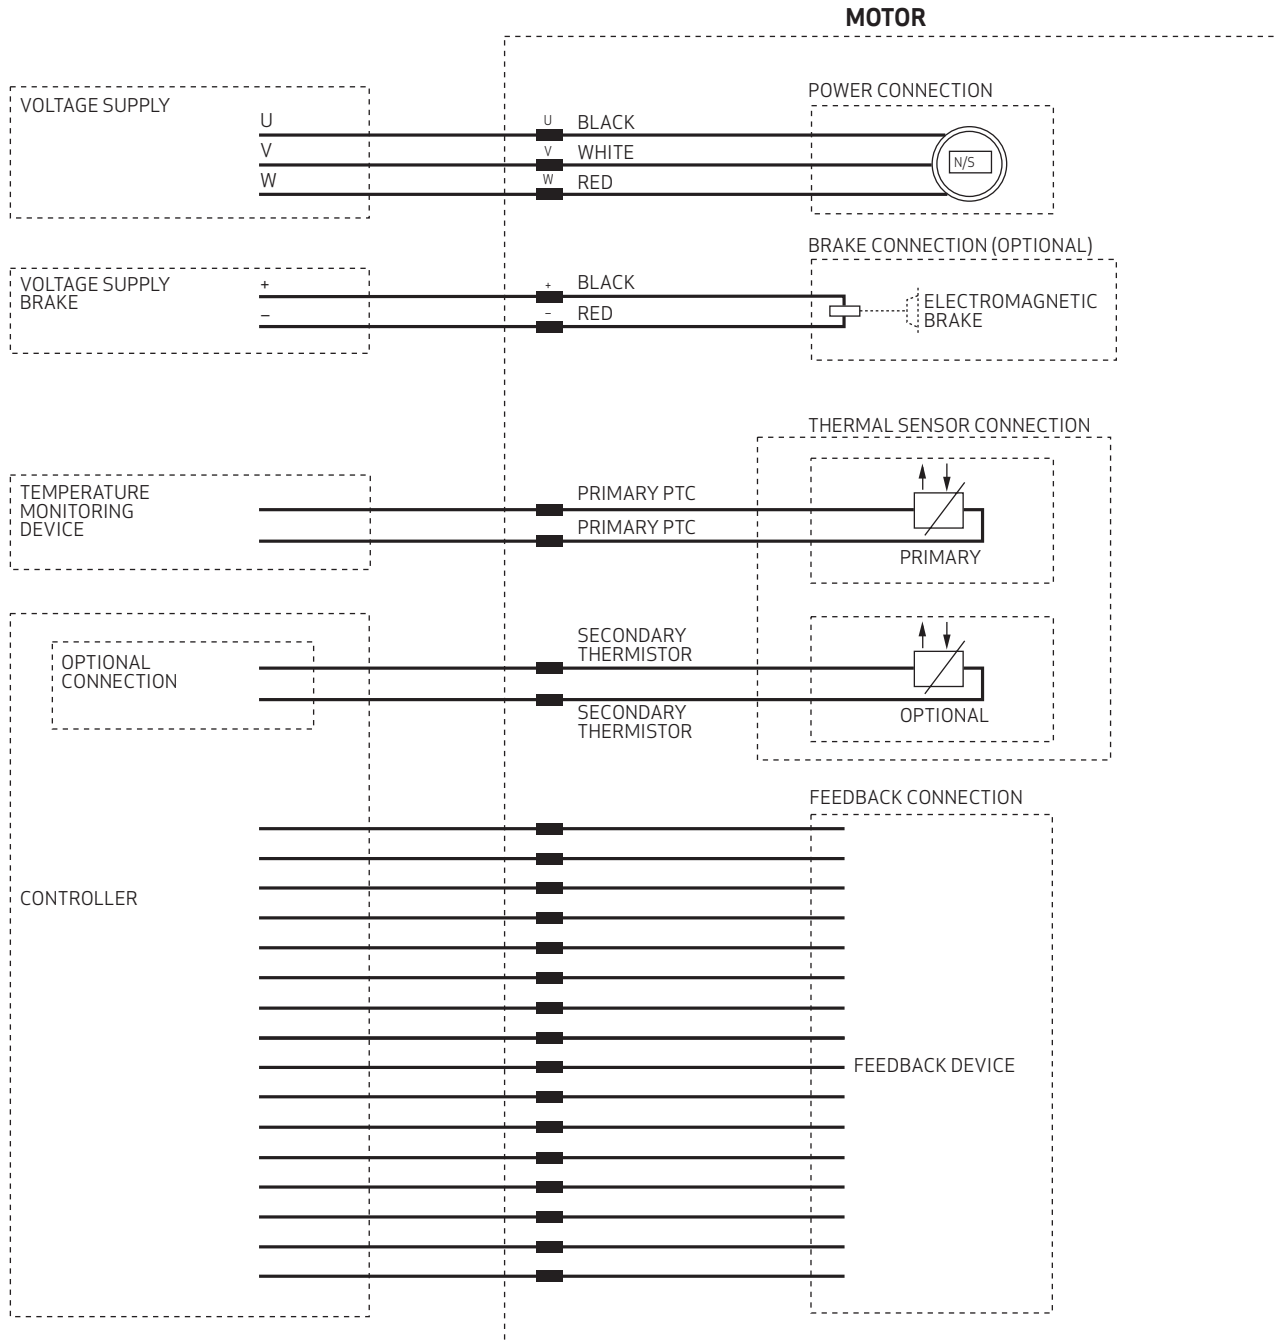 MOTOR
VOLTAGE SUPPLY
POWER CONNECTION
U
U
BLACK
V
V
WHITE
W
W
RED
N/S
BRAKE CONNECTION (OPTIONAL)
VOLTAGE SUPPLY
BRAKE
+
+
BLACK
–
–
RED
ELECTROMAGNETIC
BRAKE
THERMAL SENSOR CONNECTION
TEMPERATURE
MONITORING
DEVICE
PRIMARY PTC
PRIMARY PTC
PRIMARY
OPTIONAL
CONNECTION
SECONDARY
THERMISTOR
SECONDARY
THERMISTOR
OPTIONAL
FEEDBACK CONNECTION
CONTROLLER
FEEDBACK DEVICE